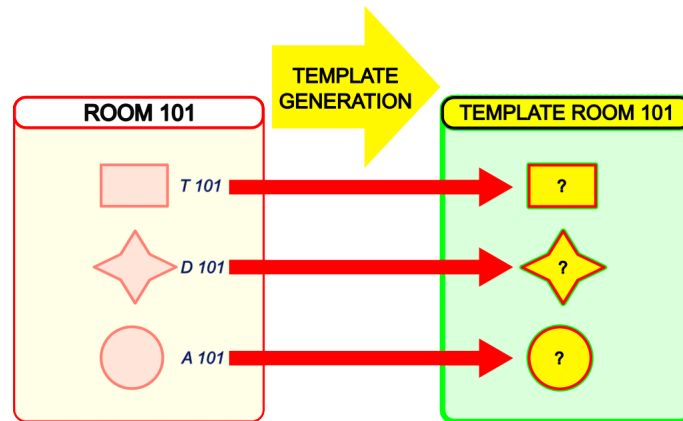 TEMPLATE
GENERATION
ROOM 101
TEMPLATE ROOM 101
T 101
?
D 101
?
A 101
?